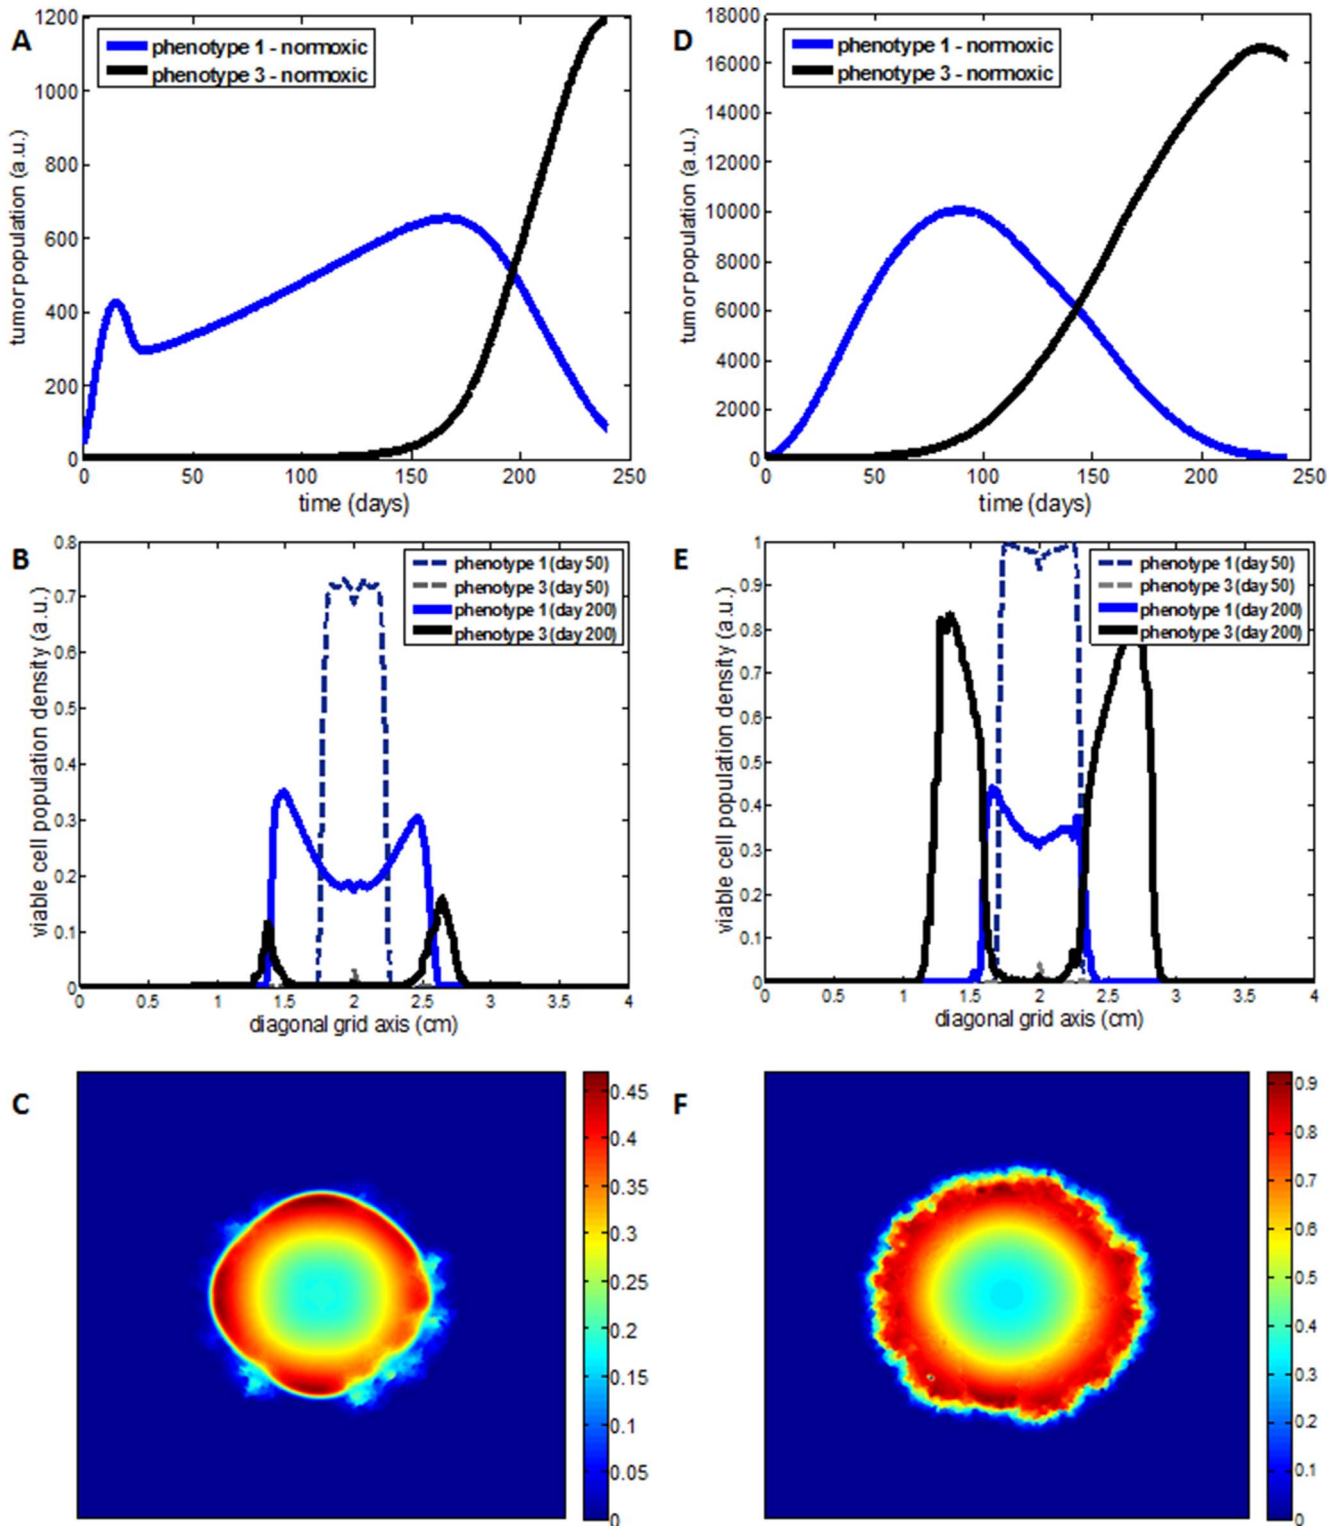 A
phenotype 1 - normoxic
phenotype 3 - normoxic
1200
1000
800
600
400
200
0
tumor population (a.u.)
0 50 100 150 200 250
time (days)
D
phenotype 1 - normoxic
phenotype 3 - normoxic
18000
16000
14000
12000
10000
8000
6000
4000
2000
0
tumor population (a.u.)
0 50 100 150 200 250
time (days)
B
phenotype 1 (day 50)
phenotype 3 (day 50)
phenotype 1 (day 200)
phenotype 3 (day 200)
0.8
0.7
0.6
0.5
0.4
0.3
0.2
0.1
0
viable cell population density (a.u.)
0 0.5 1 1.5 2 2.5 3 3.5 4
diagonal grid axis (cm)
E
phenotype 1 (day 50)
phenotype 3 (day 50)
phenotype 1 (day 200)
phenotype 3 (day 200)
1
0.9
0.8
0.7
0.6
0.5
0.4
0.3
0.2
0.1
0
viable cell population density (a.u.)
0 0.5 1 1.5 2 2.5 3 3.5 4
diagonal grid axis (cm)
C
0.45
0.4
0.35
0.3
0.25
0.2
0.15
0.1
0.05
0
F
0.9
0.8
0.7
0.6
0.5
0.4
0.3
0.2
0.1
0